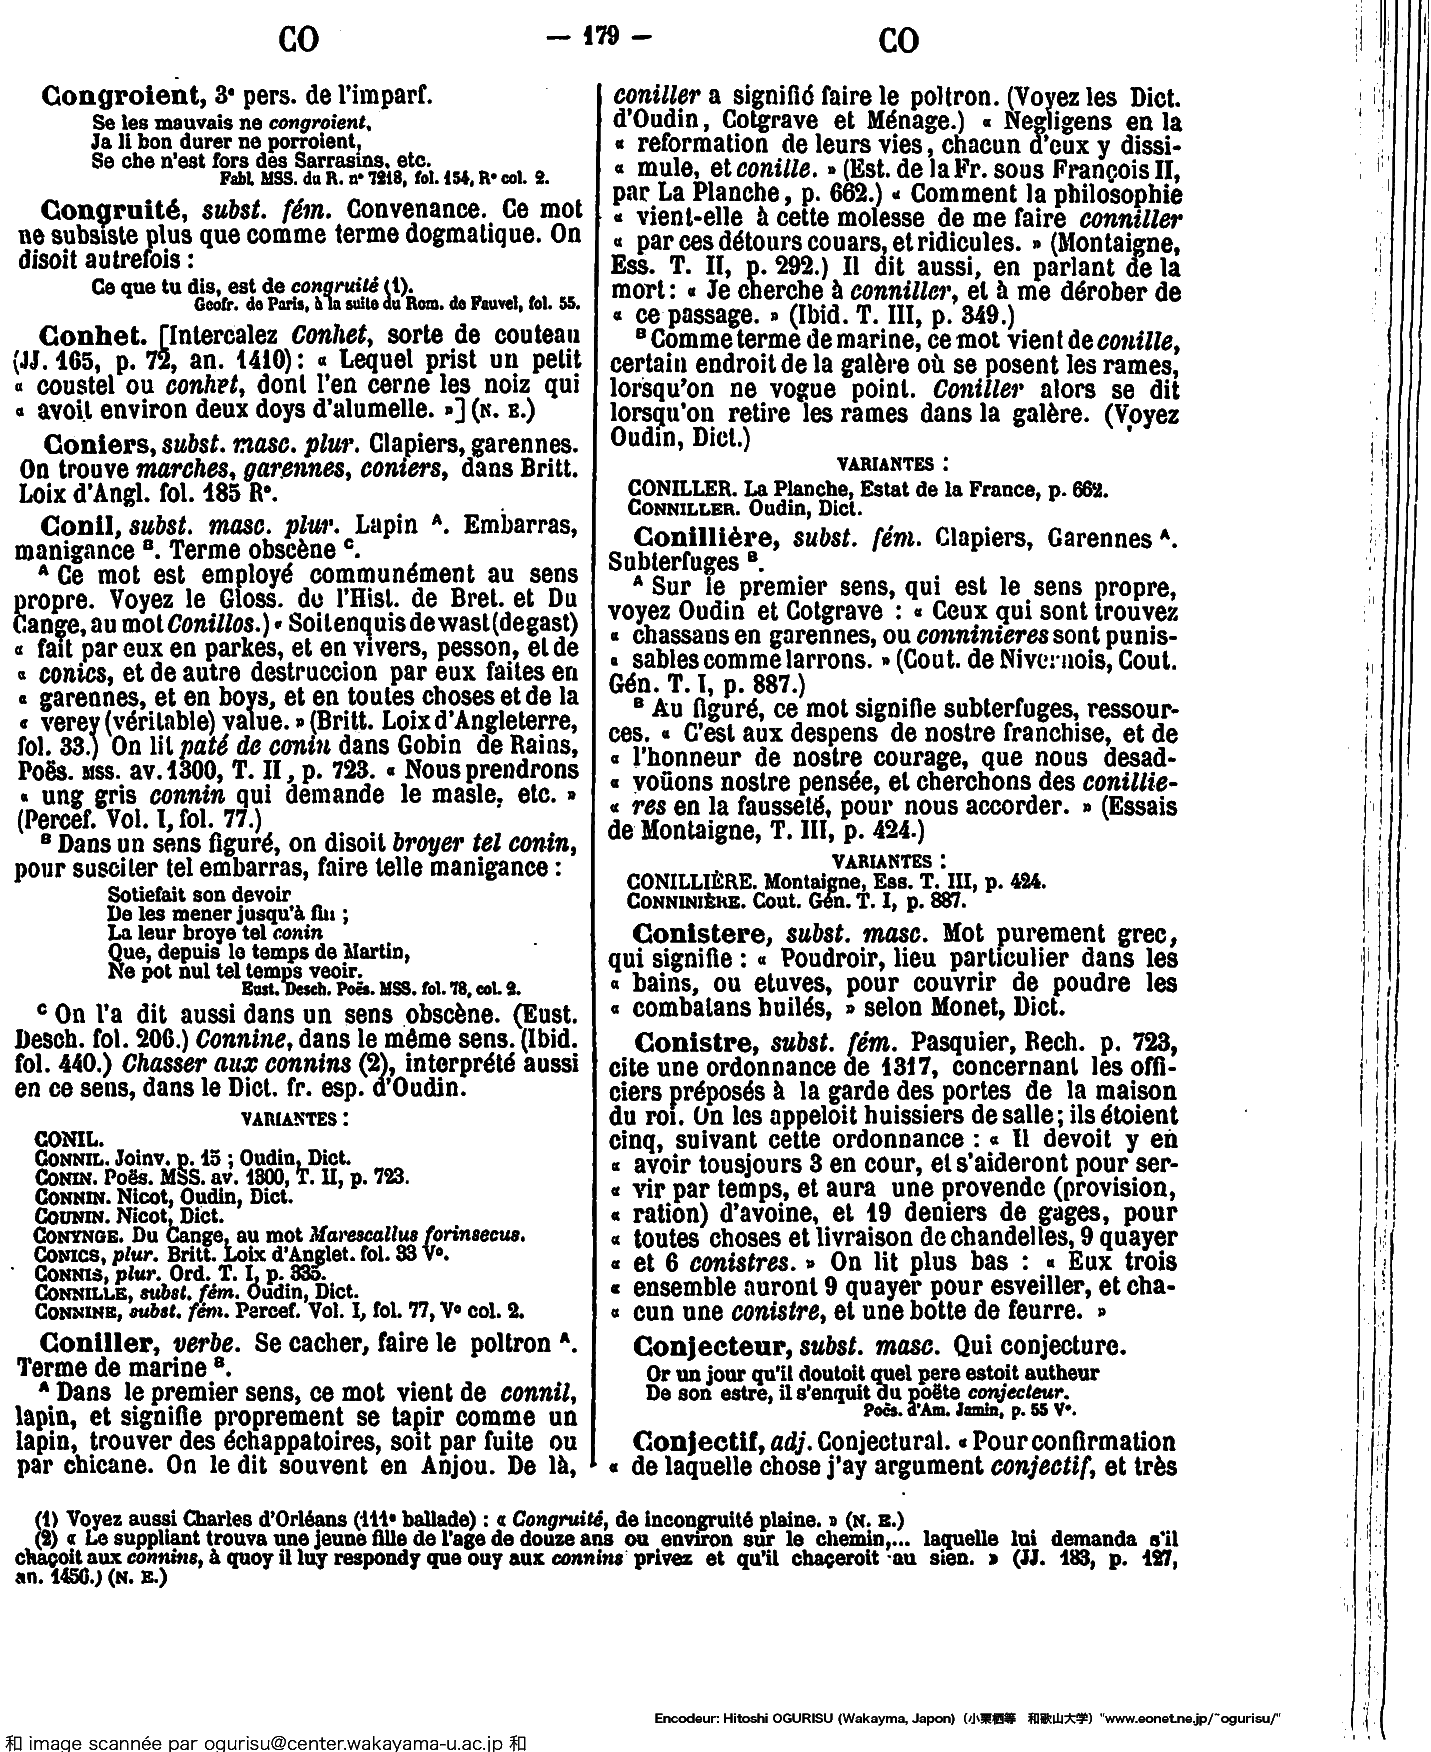 CO — 179 — CO
Congroient, 3ᵉ pers. de l'imparf.
Se les mauvais ne congroient,
Ja li bon durer ne porroient,
Se che n'est fors des Sarrasins, etc.
Fabl. MSS. du R. nº 7218, fol. 154, Rº col. 2.
Congruité, subst. fém. Convenance. Ce mot
ne subsiste plus que comme terme dogmatique. On
disoit autrefois :
Ce que tu dis, est de congruité (1).
Geofr. de Paris, à la suite du Rom. de Fauvel, fol. 55.
Conhet. [Intercalez Conhet, sorte de couteau
(JJ. 165, p. 72, an. 1410) : « Lequel prist un petit
« coustel ou conhet, dont l'en cerne les noiz qui
« avoit environ deux doys d'alumelle. »] (N. E.)
Coniers, subst. masc. plur. Clapiers, garennes.
On trouve marches, garennes, coniers, dans Britt.
Loix d'Angl. fol. 185 Rº.
Conil, subst. masc. plur. Lapin ᴬ. Embarras,
manigance ᴮ. Terme obscène ᶜ.
ᴬ Ce mot est employé communément au sens
propre. Voyez le Gloss. de l'Hist. de Bret. et Du
Cange, au mot Conillos.) « Soit enquis de wast (degast)
« fait par eux en parkes, et en vivers, pesson, et de
« conics, et de autre destruccion par eux faites en
« garennes, et en boys, et en toutes choses et de la
« verey (véritable) value. » (Britt. Loix d'Angleterre,
fol. 33.) On lit paté de conin dans Gobin de Rains,
Poës. MSS. av. 1300, T. II, p. 723. « Nous prendrons
« ung gris connin qui demande le masle, etc. »
(Percef. Vol. I, fol. 77.)
ᴮ Dans un sens figuré, on disoit broyer tel conin,
pour susciter tel embarras, faire telle manigance :
Sotiefait son devoir
De les mener jusqu'à fin ;
La leur broye tel conin
Que, depuis le temps de Martin,
Ne pot nul tel temps veoir.
Eust. Desch. Poës. MSS. fol. 78, col. 2.
ᶜ On l'a dit aussi dans un sens obscène. (Eust.
Desch. fol. 206.) Connine, dans le même sens. (Ibid.
fol. 440.) Chasser aux connins (2), interprété aussi
en ce sens, dans le Dict. fr. esp. d'Oudin.
VARIANTES :
CONIL.
CONNIL. Joinv. p. 15 ; Oudin, Dict.
CONIN. Poës. MSS. av. 1300, T. II, p. 723.
CONNIN. Nicot, Oudin, Dict.
COUNIN. Nicot, Dict.
CONYNGE. Du Cange, au mot Marescallus forinsecus.
CONICS, plur. Britt. Loix d'Anglet. fol. 33 Vº.
CONNIS, plur. Ord. T. I, p. 335.
CONNILLE, subst. fém. Oudin, Dict.
CONNINE, subst. fém. Percef. Vol. I, fol. 77, Vº col. 2.
Coniller, verbe. Se cacher, faire le poltron ᴬ.
Terme de marine ᴮ.
ᴬ Dans le premier sens, ce mot vient de connil,
lapin, et signifie proprement se tapir comme un
lapin, trouver des échappatoires, soit par fuite ou
par chicane. On le dit souvent en Anjou. De là,
coniller a signifié faire le poltron. (Voyez les Dict.
d'Oudin, Cotgrave et Ménage.) « Negligens en la
« reformation de leurs vies, chacun d'eux y dissi-
« mule, et conille. » (Est. de la Fr. sous François II,
par La Planche, p. 662.) « Comment la philosophie
« vient-elle à cette molesse de me faire conniller
« par ces détours couars, et ridicules. » (Montaigne,
Ess. T. II, p. 292.) Il dit aussi, en parlant de la
mort : « Je cherche à conniller, et à me dérober de
« ce passage. » (Ibid. T. III, p. 349.)
ᴮ Comme terme de marine, ce mot vient de conille,
certain endroit de la galère où se posent les rames,
lorsqu'on ne vogue point. Coniller alors se dit
lorsqu'on retire les rames dans la galère. (Voyez
Oudin, Dict.)
VARIANTES :
CONILLER. La Planche, Estat de la France, p. 662.
CONNILLER. Oudin, Dict.
Conillière, subst. fém. Clapiers, Garennes ᴬ.
Subterfuges ᴮ.
ᴬ Sur le premier sens, qui est le sens propre,
voyez Oudin et Cotgrave : « Ceux qui sont trouvez
« chassans en garennes, ou conninieres sont punis-
« sables comme larrons. » (Cout. de Nivernois, Cout.
Gén. T. I, p. 887.)
ᴮ Au figuré, ce mot signifie subterfuges, ressour-
ces. « C'est aux despens de nostre franchise, et de
« l'honneur de nostre courage, que nous desad-
« voüons nostre pensée, et cherchons des conillie-
« res en la fausseté, pour nous accorder. » (Essais
de Montaigne, T. III, p. 424.)
VARIANTES :
CONILLIÈRE. Montaigne, Ess. T. III, p. 424.
CONNINIÈRE. Cout. Gén. T. I, p. 887.
Conistere, subst. masc. Mot purement grec,
qui signifie : « Poudroir, lieu particulier dans les
« bains, ou etuves, pour couvrir de poudre les
« combatans huilés, » selon Monet, Dict.
Conistre, subst. fém. Pasquier, Rech. p. 723,
cite une ordonnance de 1317, concernant les offi-
ciers préposés à la garde des portes de la maison
du roi. On les appeloit huissiers de salle ; ils étoient
cinq, suivant cette ordonnance : « Il devoit y en
« avoir tousjours 3 en cour, et s'aideront pour ser-
« vir par temps, et aura une provende (provision,
« ration) d'avoine, et 19 deniers de gages, pour
« toutes choses et livraison de chandelles, 9 quayer
« et 6 conistres. » On lit plus bas : « Eux trois
« ensemble auront 9 quayer pour esveiller, et cha-
« cun une conistre, et une botte de feurre. »
Conjecteur, subst. masc. Qui conjecture.
Or un jour qu'il doutoit quel pere estoit autheur
De son estre, il s'enquit du poëte conjecteur.
Poës. d'Am. Jamin, p. 55 Vº.
Conjectif, adj. Conjectural. « Pour confirmation
« de laquelle chose j'ay argument conjectif, et très
(1) Voyez aussi Charles d'Orléans (111ᵉ ballade) : « Congruité, de incongruité plaine. » (N. E.)
(2) « Le suppliant trouva une jeune fille de l'age de douze ans ou environ sur le chemin,... laquelle lui demanda s'il
chaçoit aux connins, à quoy il luy respondy que ouy aux connins privez et qu'il chaçeroit au sien. » (JJ. 183, p. 127,
an. 1456.) (N. E.)
Encodeur: Hitoshi OGURISU (Wakayma, Japon) (小栗栖等 和歌山大学) "www.eonet.ne.jp/~ogurisu/"
和 image scannée par ogurisu@center.wakayama-u.ac.jp 和